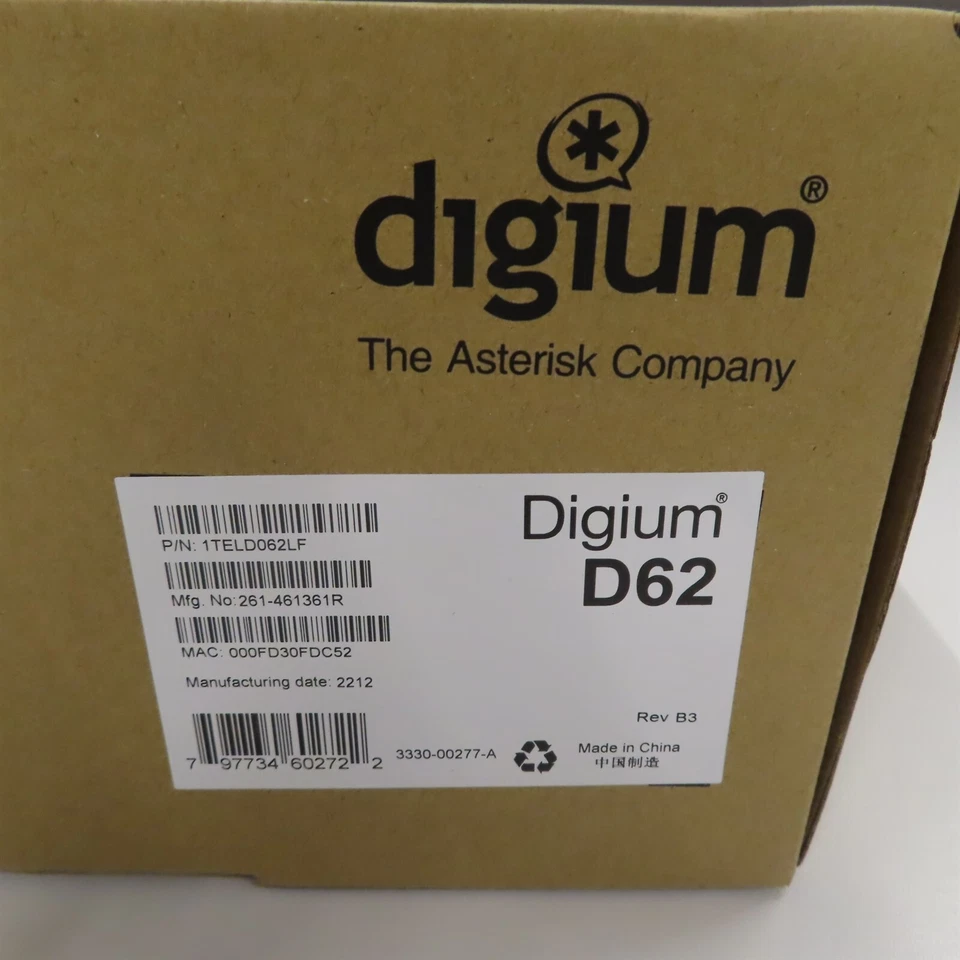 digium®
The Asterisk Company
Digium®
D62
P/N: 1TELD062LF
Mfg. No:261-461361R
MAC: 000FD30FDC52
Manufacturing date: 2212
Rev B3
7 97734 60272 2
3330-00277-A
Made in China
中国制造